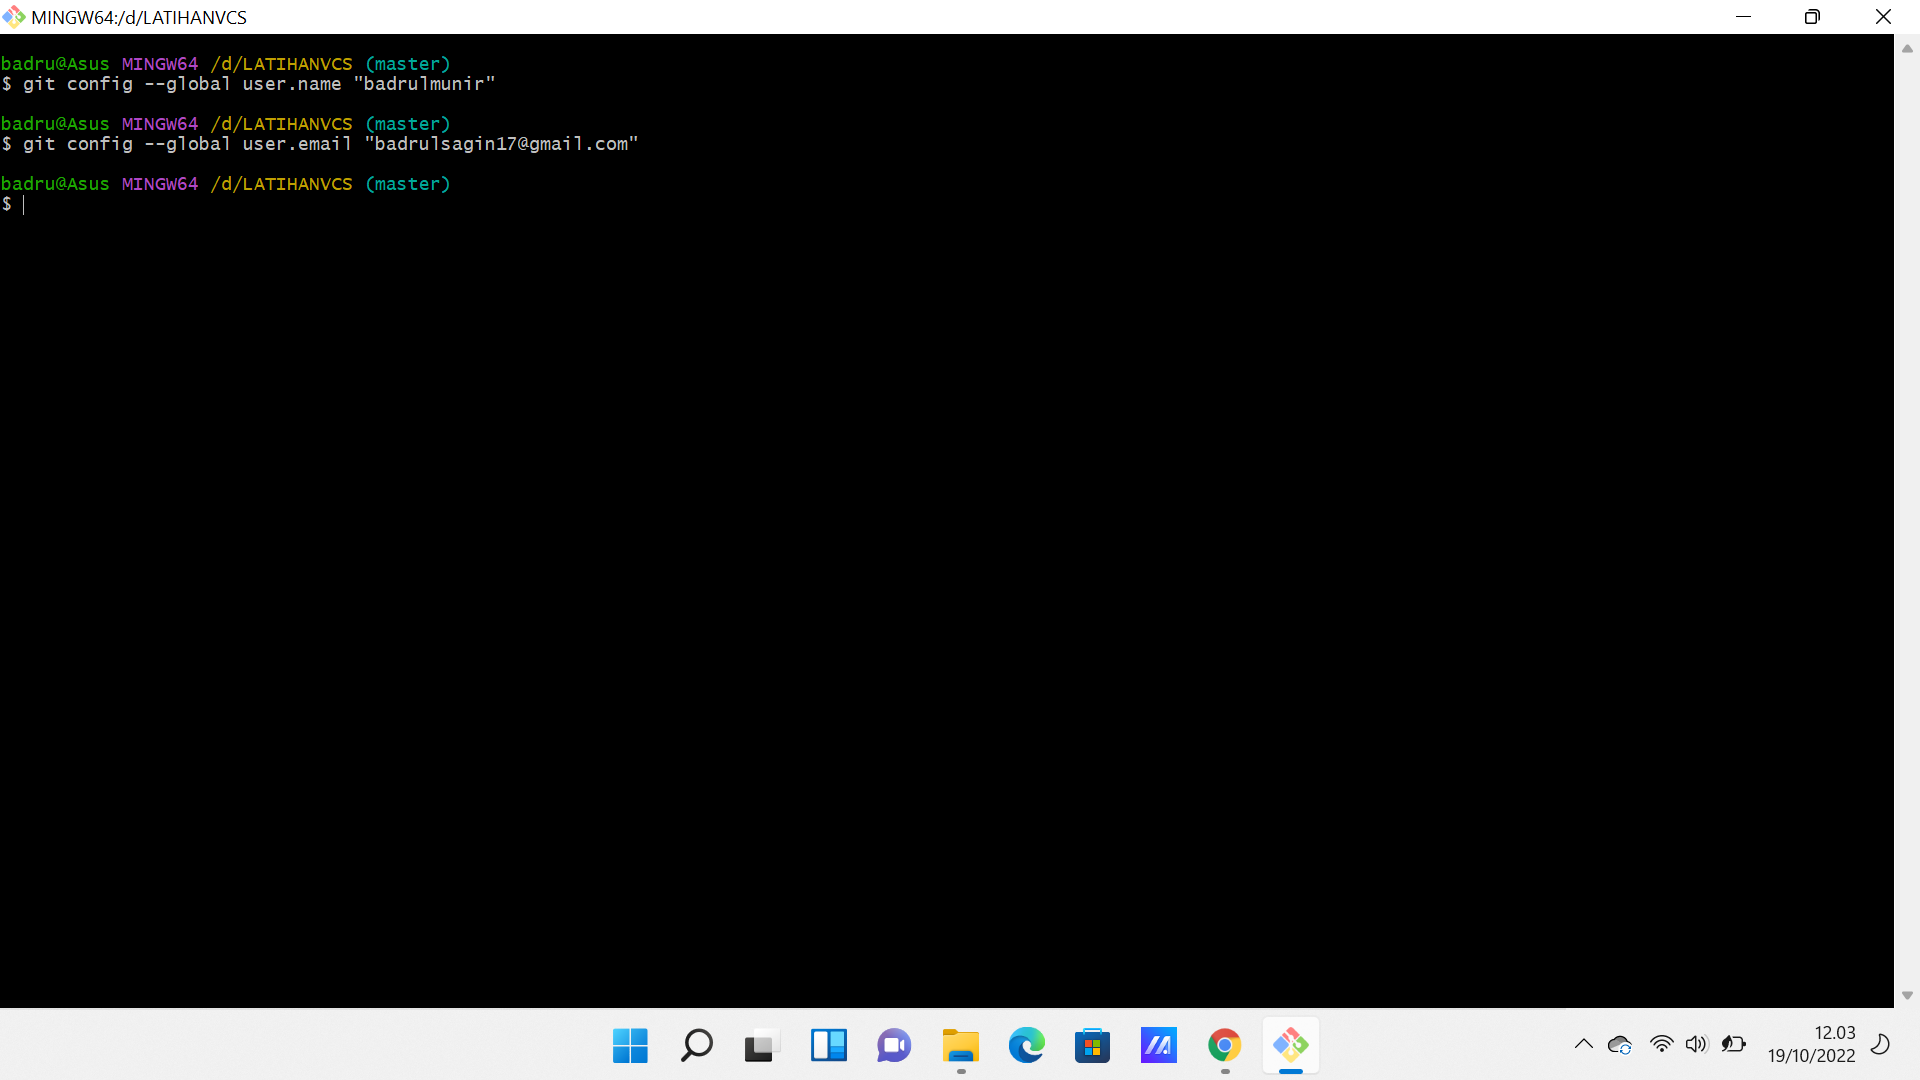 MINGW64:/d/LATIHANVCS
badru@Asus MINGW64 /d/LATIHANVCS (master)
$ git config --global user.name "badrulmunir"
badru@Asus MINGW64 /d/LATIHANVCS (master)
$ git config --global user.email "badrulsagin17@gmail.com"
badru@Asus MINGW64 /d/LATIHANVCS (master)
$
12.03
19/10/2022